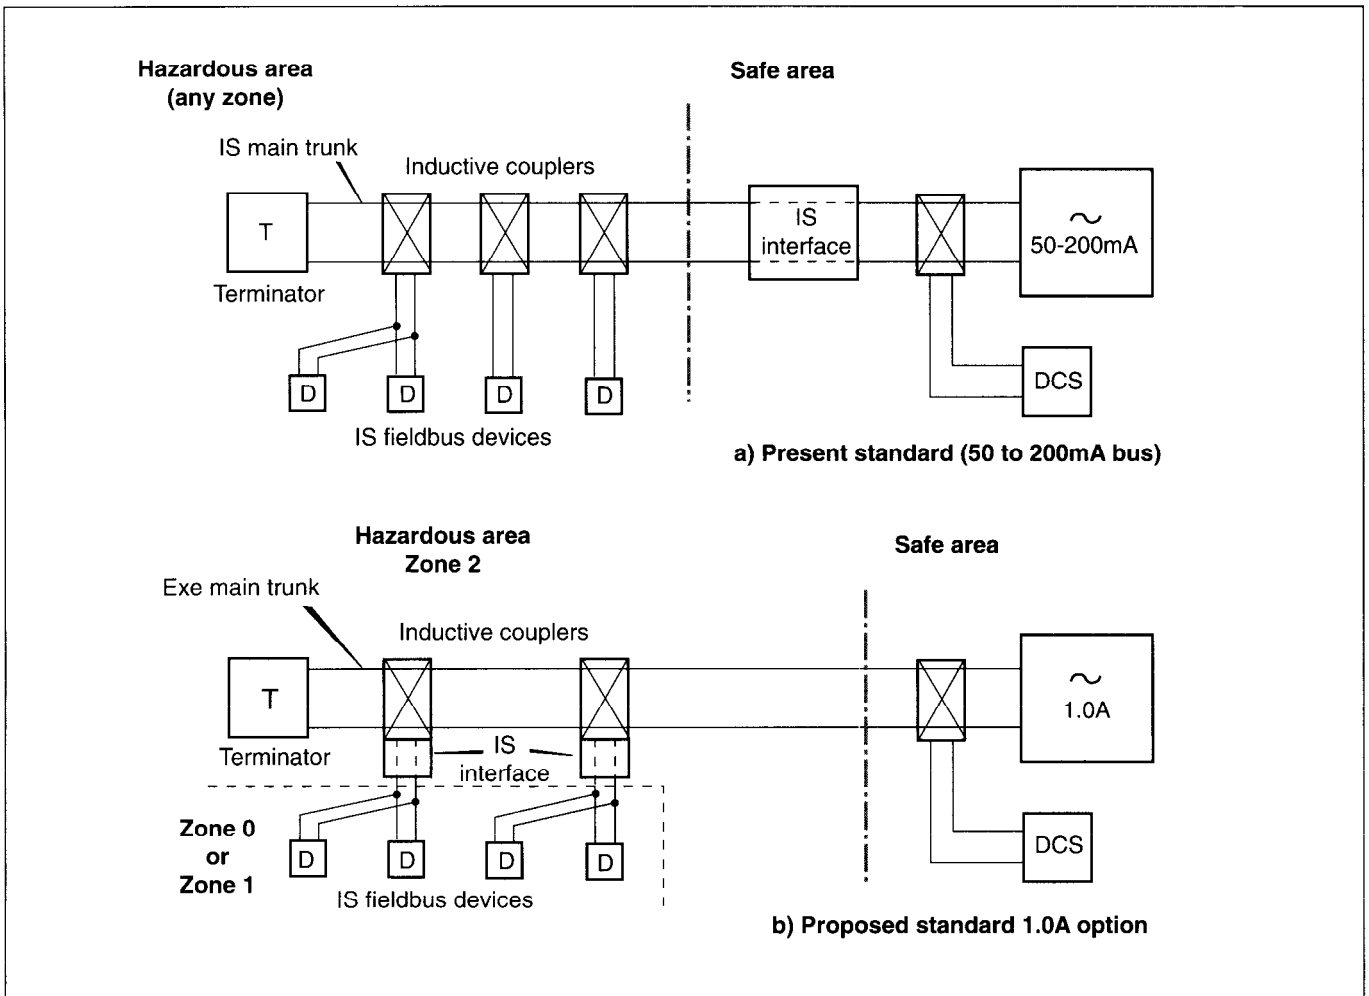 Hazardous area
(any zone)
Safe area
IS main trunk
Inductive couplers
T
IS
interface
50-200mA
Terminator
D
D
D
D
DCS
IS fieldbus devices
a) Present standard (50 to 200mA bus)
Hazardous area
Zone 2
Safe area
Exe main trunk
Inductive couplers
T
1.0A
Terminator
IS
interface
Zone 0
or
Zone 1
D
D
D
D
DCS
IS fieldbus devices
b) Proposed standard 1.0A option